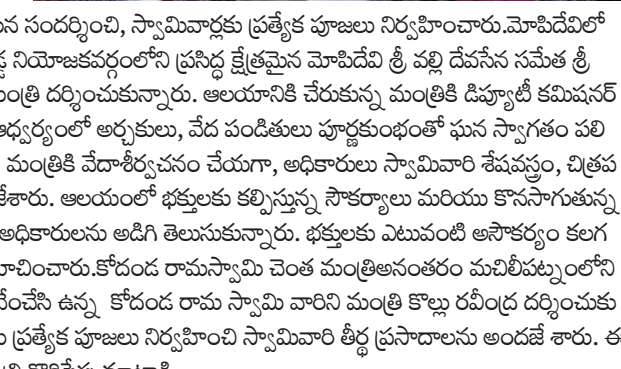 సందర్శించి, స్వామివార్లకు ప్రత్యేక పూజలు నిర్వహించారు.మోపిదేవిలో
నియోజకవర్గంలోని ప్రసిద్ధ క్షేత్రమైన మోపిదేవి శ్రీ వల్లి దేవసేన సమేత శ్రీ
దర్శించుకున్నారు. ఆలయానికి చేరుకున్న మంత్రికి డిప్యూటీ కమిషనర్
ఆధ్వర్యంలో అర్చకులు, వేద పండితులు పూర్ణకుంభంతో ఘన స్వాగతం పలి
మంత్రికి వేదాశీర్వచనం చేయగా, అధికారులు స్వామివారి శేషవస్త్రం, చిత్రప
జేశారు. ఆలయంలో భక్తులకు కల్పిస్తున్న సౌకర్యాలు మరియు కొనసాగుతున్న
అధికారులను అడిగి తెలుసుకున్నారు. భక్తులకు ఎటువంటి అసౌకర్యం కలగ
కోదండ రామస్వామి చెంత మంత్రిఅనంతరం మచిలీపట్నంలోని
వేంచేసి ఉన్న కోదండ రామ స్వామి వారిని మంత్రి కొల్లు రవీంద్ర దర్శించుకు
ప్రత్యేక పూజలు నిర్వహించి స్వామివారి తీర్థ ప్రసాదాలను అందజే శారు. ఈ